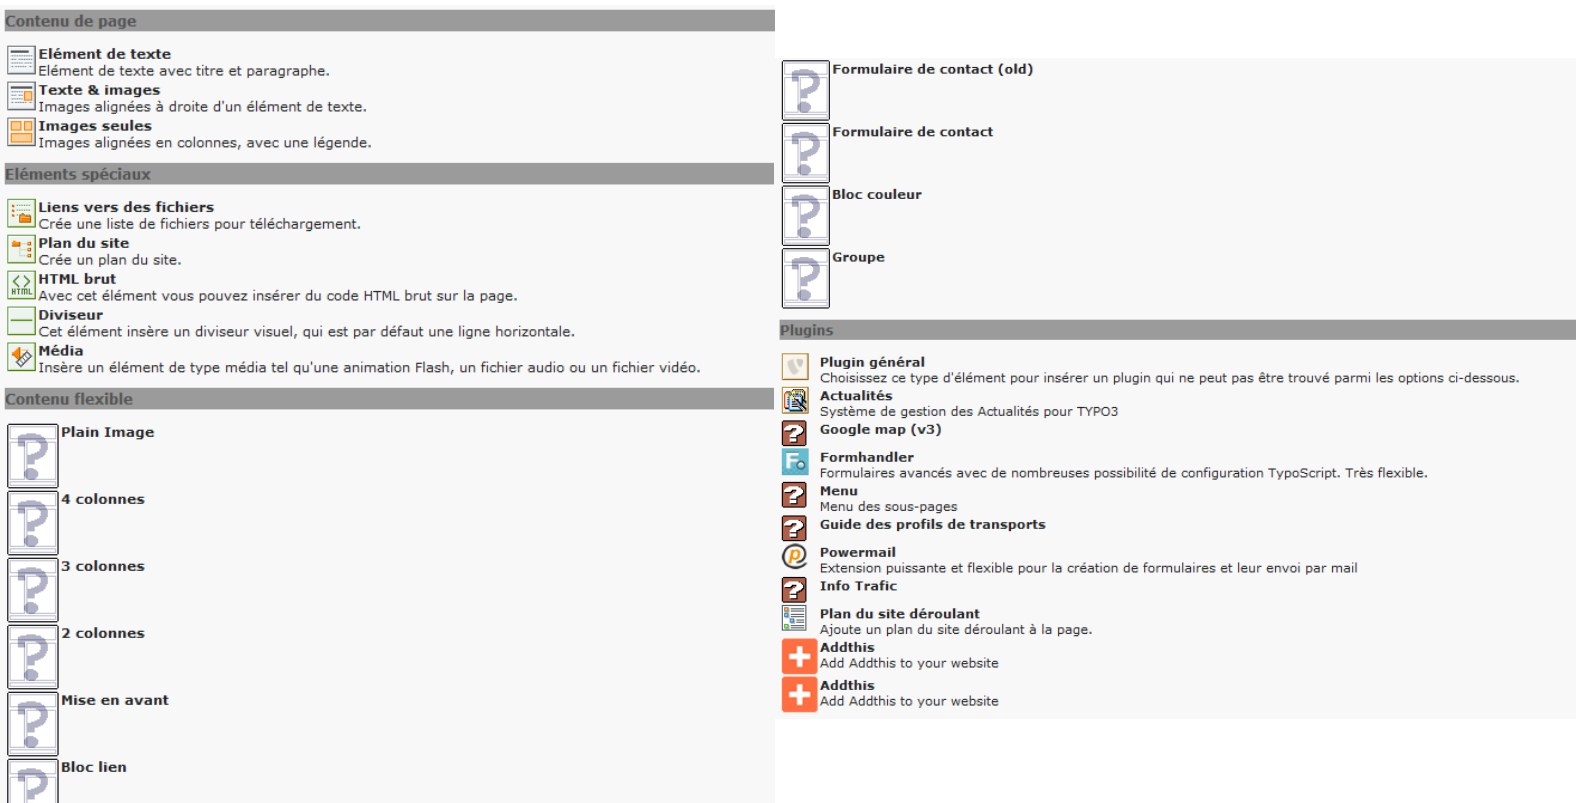 Contenu de page
Elément de texte
Elément de texte avec titre et paragraphe.
Texte & images
Images alignées à droite d'un élément de texte.
Images seules
Images alignées en colonnes, avec une légende.
Eléments spéciaux
Liens vers des fichiers
Crée une liste de fichiers pour téléchargement.
Plan du site
Crée un plan du site.
HTML brut
HTML
Avec cet élément vous pouvez insérer du code HTML brut sur la page.
Diviseur
Cet élément insère un diviseur visuel, qui est par défaut une ligne horizontale.
Média
Insère un élément de type média tel qu'une animation Flash, un fichier audio ou un fichier vidéo.
Contenu flexible
Plain Image
4 colonnes
3 colonnes
2 colonnes
Mise en avant
Bloc lien
Formulaire de contact (old)
Formulaire de contact
Bloc couleur
Groupe
Plugins
Plugin général
Choisissez ce type d'élément pour insérer un plugin qui ne peut pas être trouvé parmi les options ci-dessous.
Actualités
Système de gestion des Actualités pour TYPO3
Google map (v3)
Formhandler
Formulaires avancés avec de nombreuses possibilité de configuration TypoScript. Très flexible.
Menu
Menu des sous-pages
Guide des profils de transports
Powermail
Extension puissante et flexible pour la création de formulaires et leur envoi par mail
Info Trafic
Plan du site déroulant
Ajoute un plan du site déroulant à la page.
Addthis
Add Addthis to your website
Addthis
Add Addthis to your website